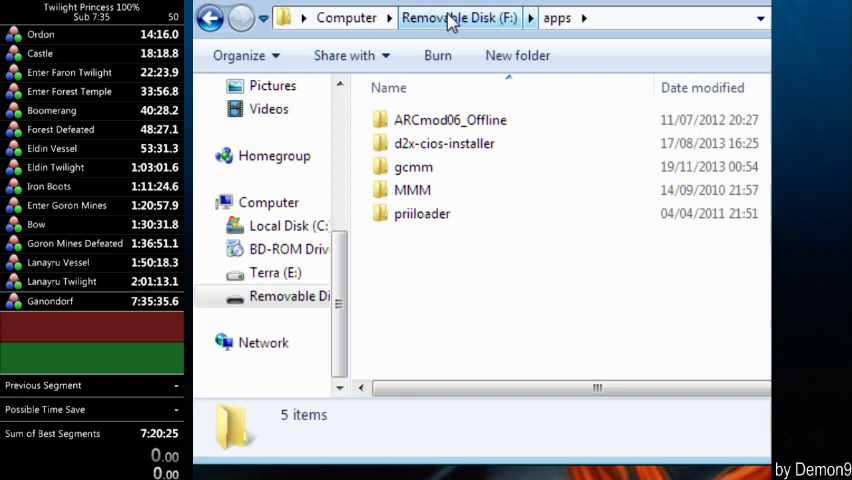 Twilight Princess 100%
Sub 7:35 50
Ordon 14:16.0
Castle 18:18.8
Enter Faron Twilight 22:23.9
Enter Forest Temple 33:56.8
Boomerang 40:28.2
Forest Defeated 48:27.1
Eldin Vessel 53:31.3
Eldin Twilight 1:03:01.6
Iron Boots 1:11:24.6
Enter Goron Mines 1:20:57.9
Bow 1:30:31.8
Goron Mines Defeated 1:36:51.1
Lanayru Vessel 1:50:18.3
Lanayru Twilight 2:01:13.1
Ganondorf 7:35:35.6
Previous Segment -
Possible Time Save -
Sum of Best Segments 7:20:25
0.00
0.00
Computer Removable Disk (F:) apps
Organize Share with Burn New folder
Pictures
Videos
Homegroup
Computer
Local Disk (C:
BD-ROM Driv
Terra (E:)
Removable Di
Network
Name Date modified
ARCmod06_Offline 11/07/2012 20:27
d2x-cios-installer 17/08/2013 16:25
gcmm 19/11/2013 00:54
MMM 14/09/2010 21:57
priiloader 04/04/2011 21:51
5 items
by Demon9